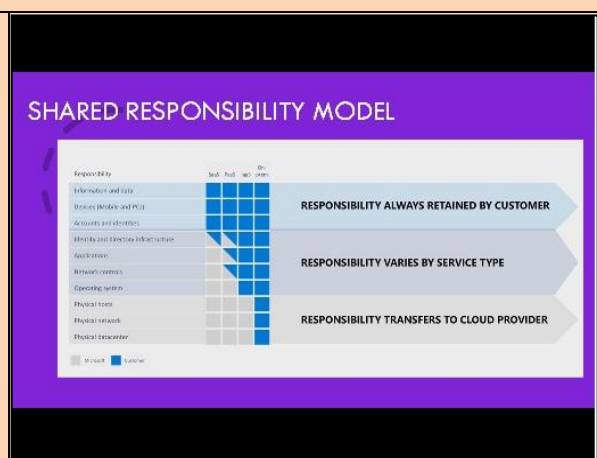 SHARED RESPONSIBILITY MODEL
Responsibility SaaS PaaS IaaS On-prem
Information and data
Devices (Mobile and PCs)
Accounts and identities
RESPONSIBILITY ALWAYS RETAINED BY CUSTOMER
Identity and directory infrastructure
Applications
Network controls
Operating system
RESPONSIBILITY VARIES BY SERVICE TYPE
Physical hosts
Physical network
Physical datacenter
RESPONSIBILITY TRANSFERS TO CLOUD PROVIDER
Microsoft Customer